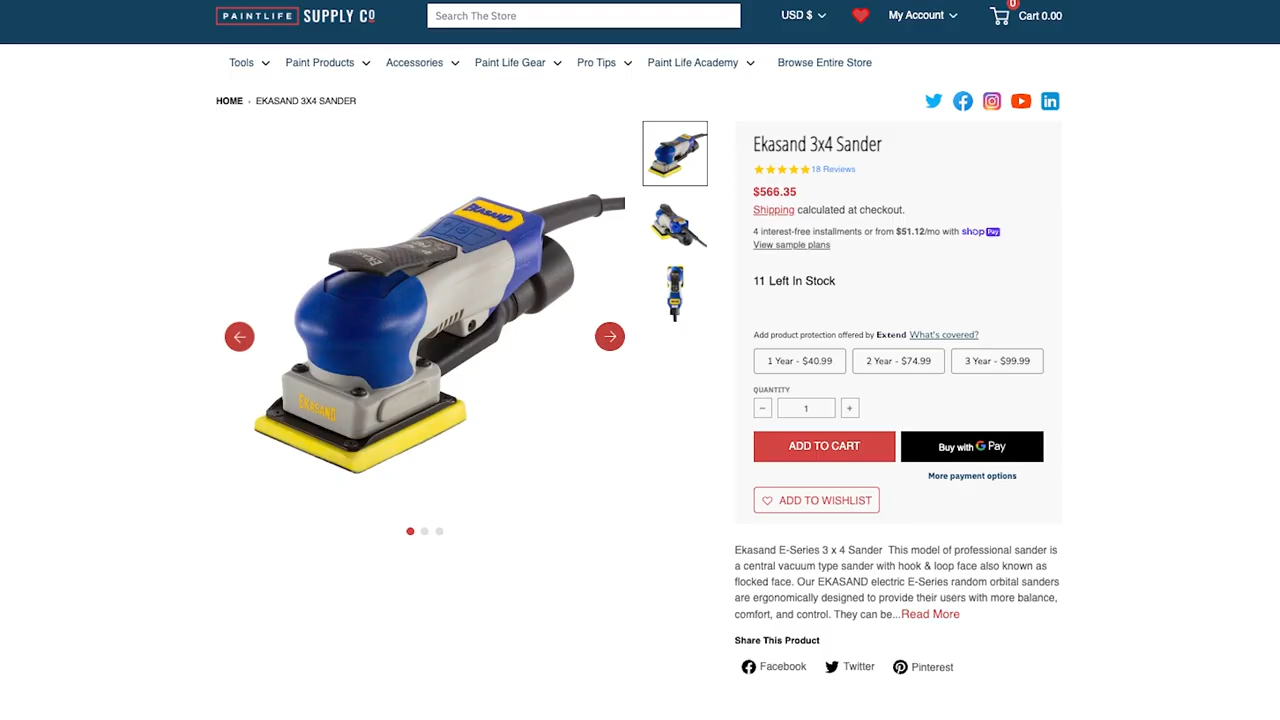 PAINTLIFE SUPPLY CO
Search The Store
USD $
My Account
0
Cart 0.00
Tools
Paint Products
Accessories
Paint Life Gear
Pro Tips
Paint Life Academy
Browse Entire Store
HOME › EKASAND 3X4 SANDER
EKASAND
EKASAND
Ekasand 3x4 Sander
18 Reviews
$566.35
Shipping calculated at checkout.
4 interest-free installments or from $51.12/mo with shop Pay
View sample plans
11 Left In Stock
Add product protection offered by Extend What's covered?
1 Year - $40.99
2 Year - $74.99
3 Year - $99.99
QUANTITY
− 1 +
ADD TO CART
Buy with G Pay
More payment options
ADD TO WISHLIST
Ekasand E-Series 3 x 4 Sander This model of professional sander is
a central vacuum type sander with hook & loop face also known as
flocked face. Our EKASAND electric E-Series random orbital sanders
are ergonomically designed to provide their users with more balance,
comfort, and control. They can be...Read More
Share This Product
Facebook
Twitter
Pinterest